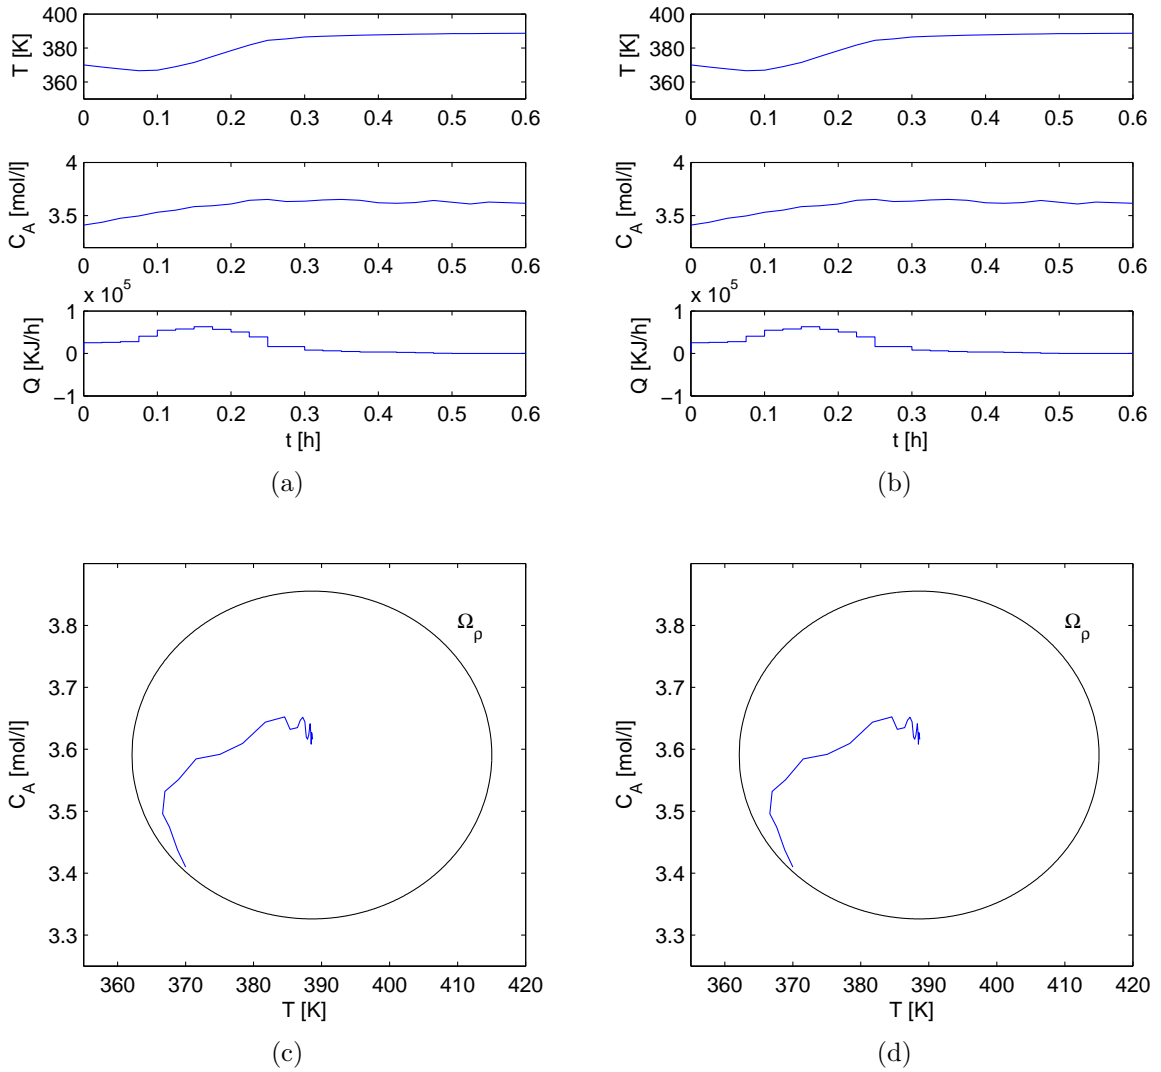 400
380
360
T [K]
0 0.1 0.2 0.3 0.4 0.5 0.6
4
3.5
C_A [mol/l]
0 0.1 0.2 0.3 0.4 0.5 0.6
x 10^5
1
0
−1
Q [KJ/h]
0 0.1 0.2 0.3 0.4 0.5 0.6
t [h]
(a)
400
380
360
T [K]
0 0.1 0.2 0.3 0.4 0.5 0.6
4
3.5
C_A [mol/l]
0 0.1 0.2 0.3 0.4 0.5 0.6
x 10^5
1
0
−1
Q [KJ/h]
0 0.1 0.2 0.3 0.4 0.5 0.6
t [h]
(b)
Ω_ρ
3.8
3.7
3.6
3.5
3.4
3.3
C_A [mol/l]
360 370 380 390 400 410 420
T [K]
(c)
Ω_ρ
3.8
3.7
3.6
3.5
3.4
3.3
C_A [mol/l]
360 370 380 390 400 410 420
T [K]
(d)